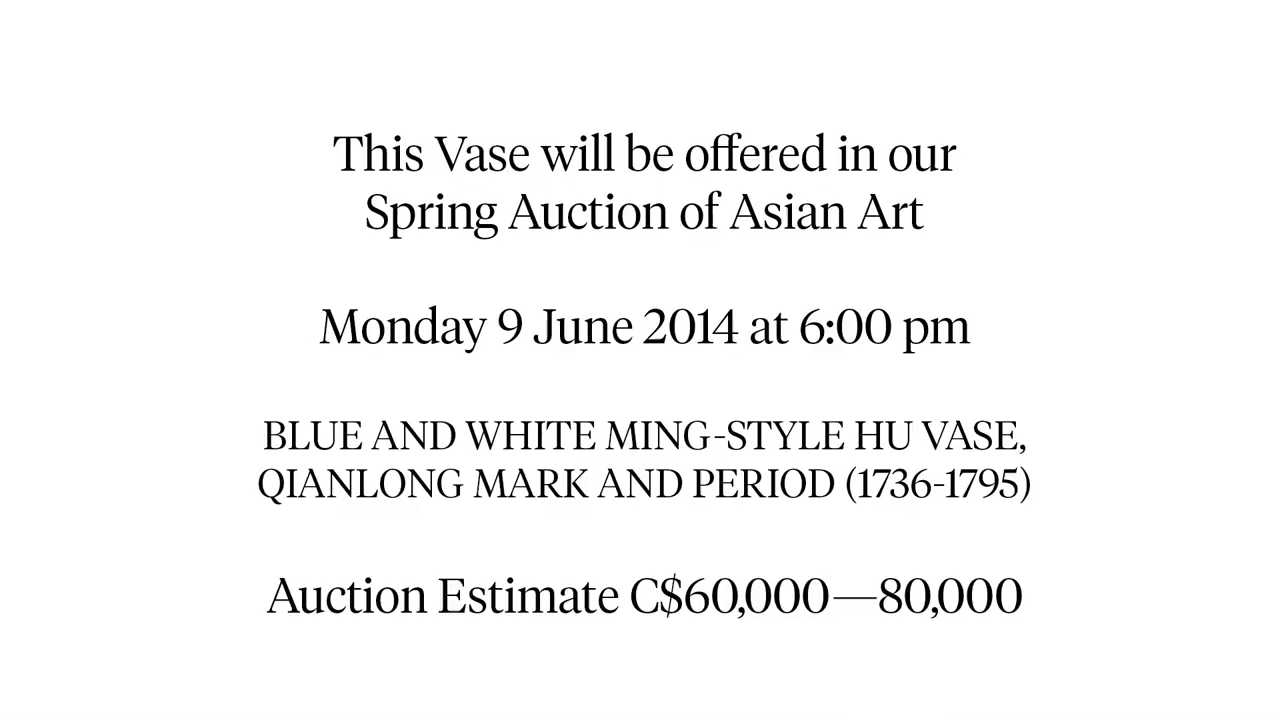 This Vase will be offered in our
Spring Auction of Asian Art
Monday 9 June 2014 at 6:00 pm
BLUE AND WHITE MING-STYLE HU VASE,
QIANLONG MARK AND PERIOD (1736-1795)
Auction Estimate C$60,000—80,000